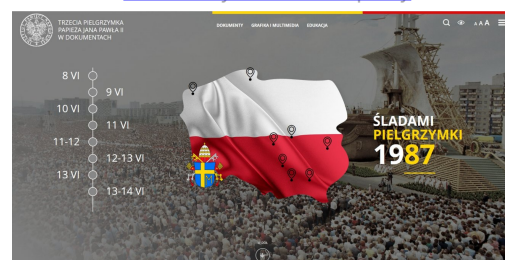 TRZECIA PIELGRZYMKA
PAPIEŻA JANA PAWŁA II
W DOKUMENTACH
DOKUMENTY GRAFIKA I MULTIMEDIA EDUKACJA
A A A
8 VI
9 VI
10 VI
11 VI
11-12
12-13 VI
13 VI
13-14 VI
ŚLADAMI
PIELGRZYMKI
1987